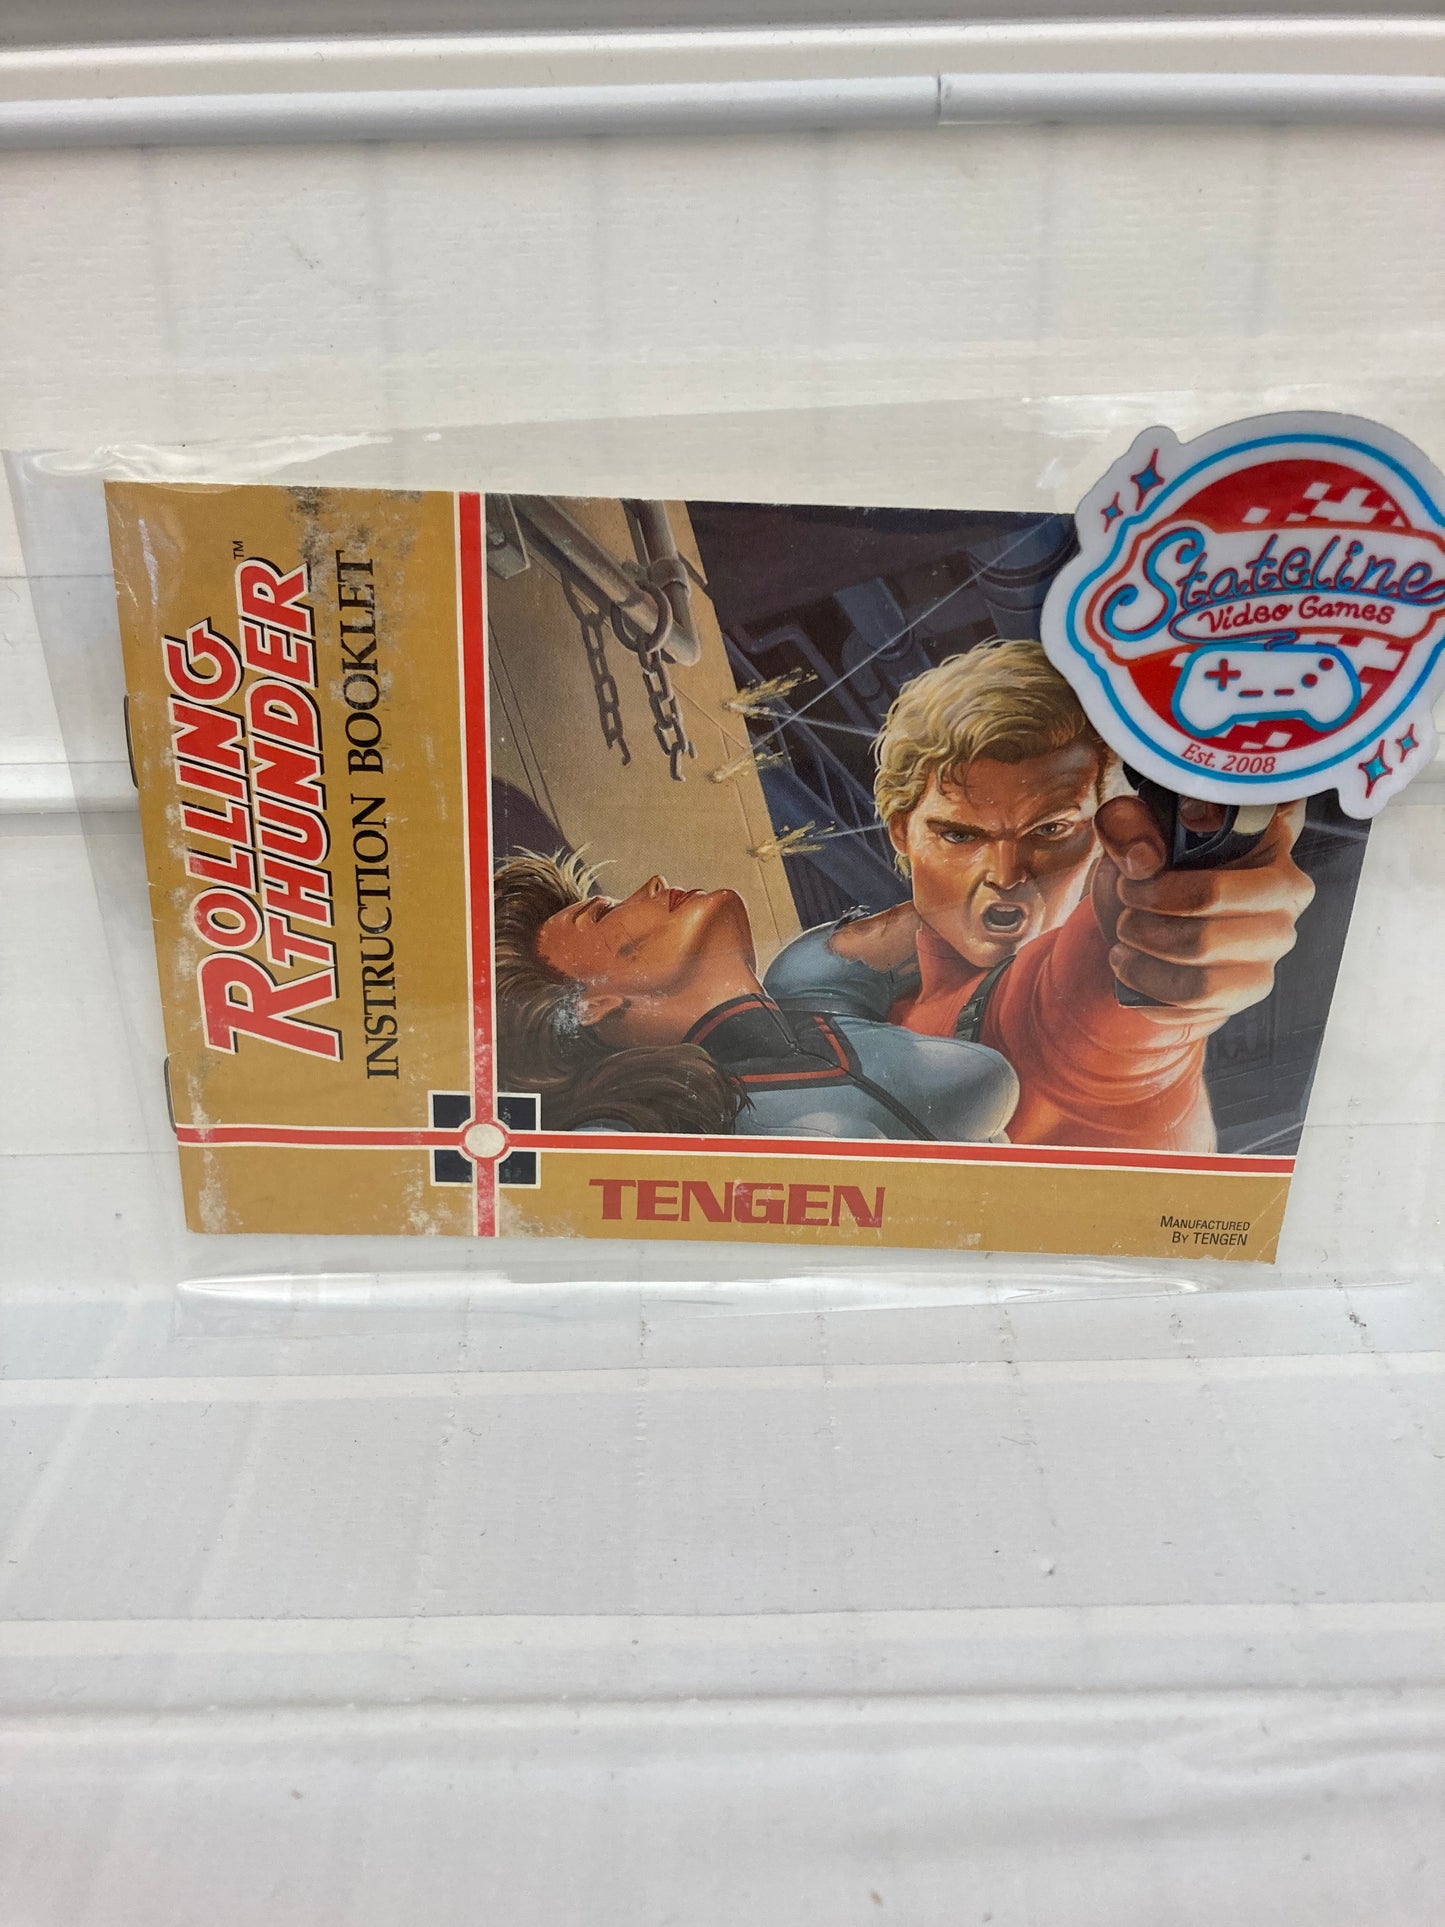 ROLLING
THUNDER™
INSTRUCTION BOOKLET
Stateline
Video Games
Est. 2008
TENGEN
MANUFACTURED
BY TENGEN